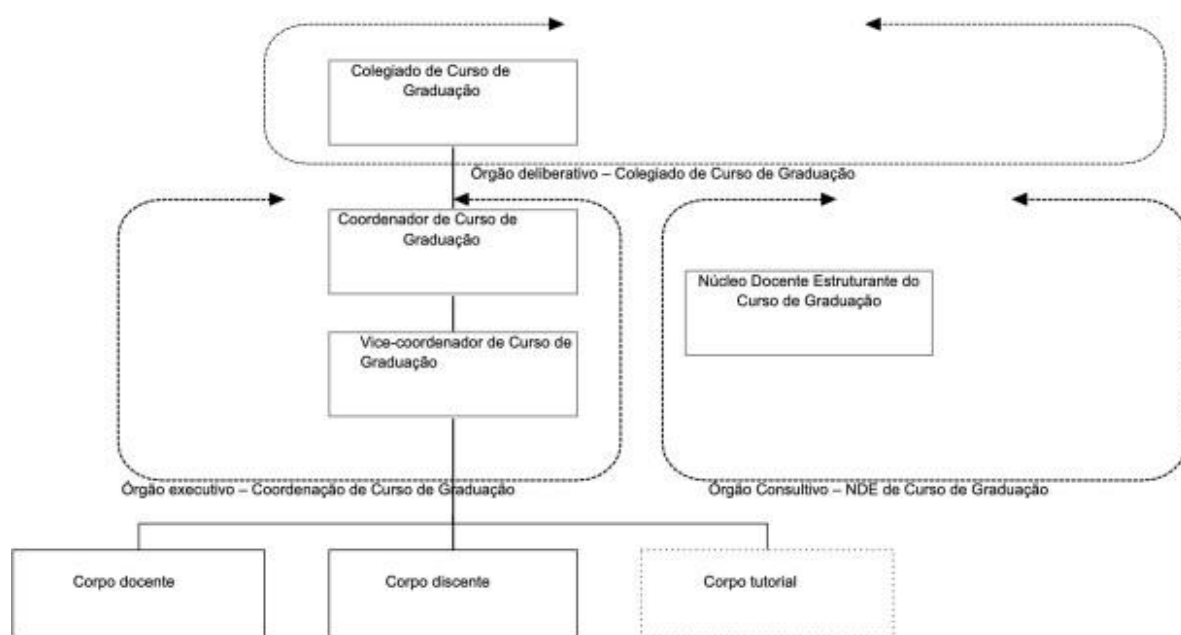 Colegiado de Curso de
Graduação
Órgão deliberativo – Colegiado de Curso de Graduação
Coordenador de Curso de
Graduação
Núcleo Docente Estruturante do
Curso de Graduação
Vice-coordenador de Curso de
Graduação
Órgão executivo – Coordenação de Curso de Graduação
Órgão Consultivo – NDE de Curso de Graduação
Corpo docente
Corpo discente
Corpo tutorial